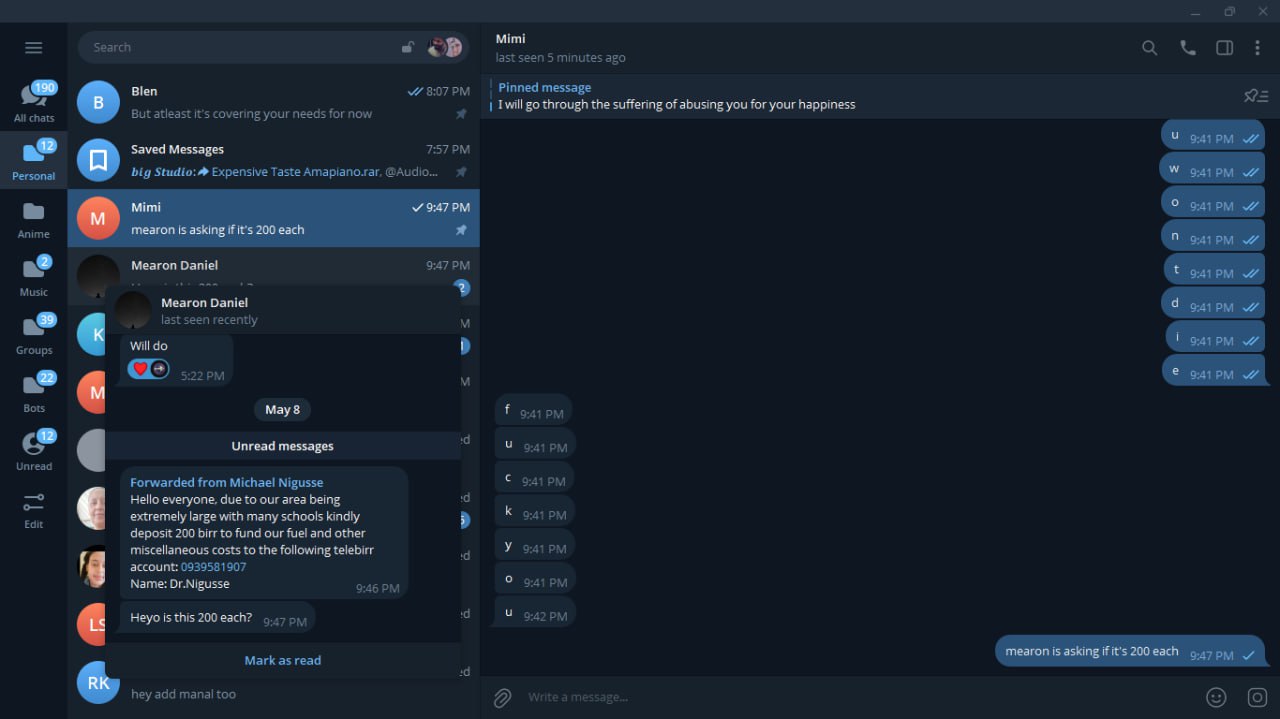 Search
190
All chats
12
Personal
Anime
2
Music
39
Groups
22
Bots
12
Unread
Edit
B
Blen
8:07 PM
But atleast it's covering your needs for now
Saved Messages
7:57 PM
big Studio: Expensive Taste Amapiano.rar, @Audio...
M
Mimi
9:47 PM
mearon is asking if it's 200 each
Mearon Daniel
9:47 PM
2
K
M
LS
RK
hey add manal too
Mearon Daniel
last seen recently
Will do
5:22 PM
May 8
Unread messages
Forwarded from Michael Nigusse
Hello everyone, due to our area being
extremely large with many schools kindly
deposit 200 birr to fund our fuel and other
miscellaneous costs to the following telebirr
account: 0939581907
Name: Dr.Nigusse
9:46 PM
Heyo is this 200 each? 9:47 PM
Mark as read
Mimi
last seen 5 minutes ago
Pinned message
I will go through the suffering of abusing you for your happiness
u 9:41 PM
w 9:41 PM
o 9:41 PM
n 9:41 PM
t 9:41 PM
d 9:41 PM
i 9:41 PM
e 9:41 PM
f 9:41 PM
u 9:41 PM
c 9:41 PM
k 9:41 PM
y 9:41 PM
o 9:41 PM
u 9:42 PM
mearon is asking if it's 200 each 9:47 PM
Write a message...